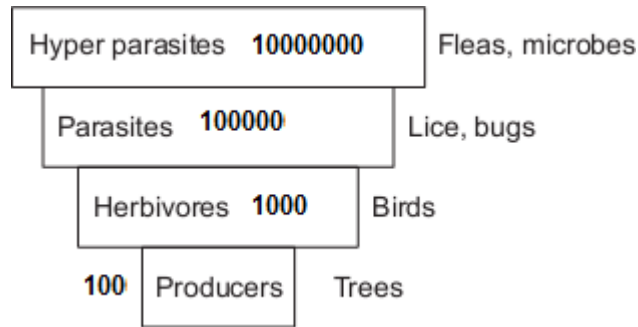 Hyper parasites 10000000 Fleas, microbes
Parasites 100000 Lice, bugs
Herbivores 1000 Birds
100 Producers Trees